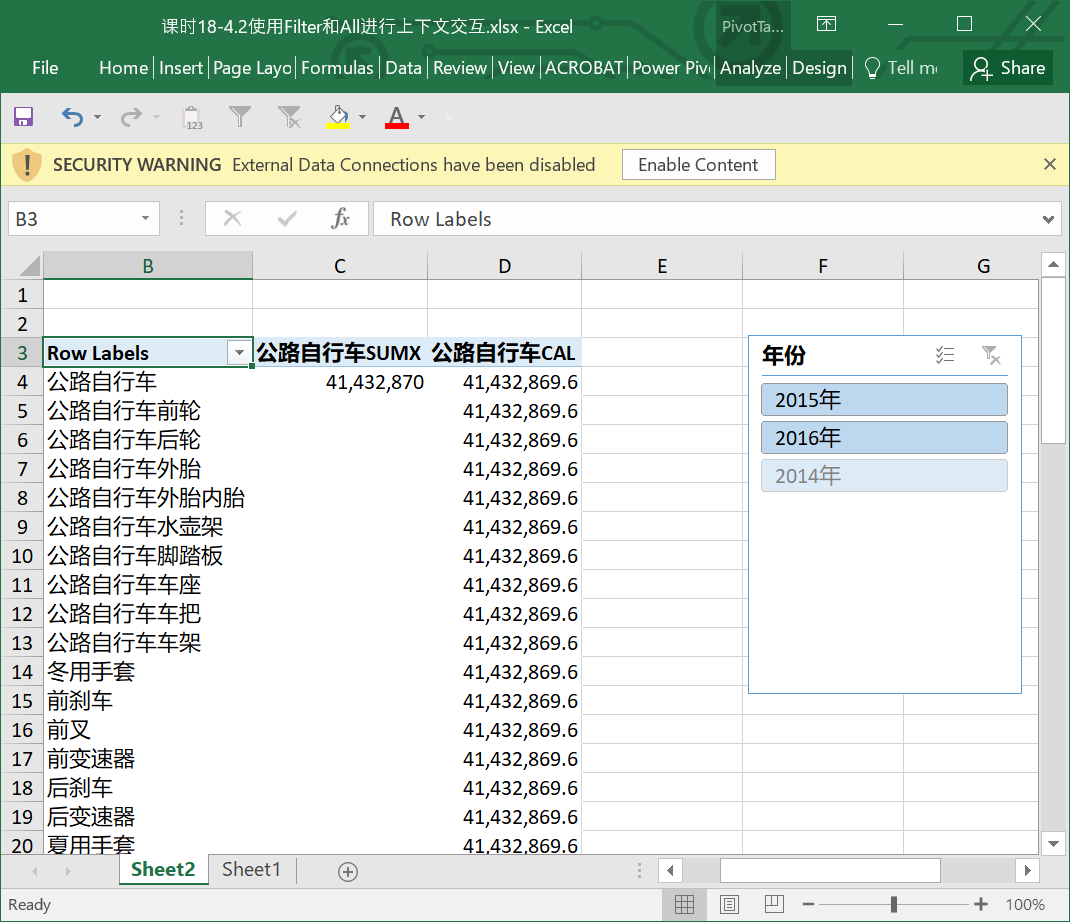 课时18-4.2使用Filter和All进行上下文交互.xlsx - Excel
PivotTa...
File Home Insert Page Layo Formulas Data Review View ACROBAT Power Piv Analyze Design Tell me Share
123
SECURITY WARNING External Data Connections have been disabled Enable Content
B3 fx Row Labels
B C D E F G
1
2
3 Row Labels 公路自行车SUMX 公路自行车CAL
4 公路自行车 41,432,870 41,432,869.6
5 公路自行车前轮 41,432,869.6
6 公路自行车后轮 41,432,869.6
7 公路自行车外胎 41,432,869.6
8 公路自行车外胎内胎 41,432,869.6
9 公路自行车水壶架 41,432,869.6
10 公路自行车脚踏板 41,432,869.6
11 公路自行车车座 41,432,869.6
12 公路自行车车把 41,432,869.6
13 公路自行车车架 41,432,869.6
14 冬用手套 41,432,869.6
15 前刹车 41,432,869.6
16 前叉 41,432,869.6
17 前变速器 41,432,869.6
18 后刹车 41,432,869.6
19 后变速器 41,432,869.6
20 夏用手套 41,432,869.6
年份
2015年
2016年
2014年
Sheet2 Sheet1
Ready 100%